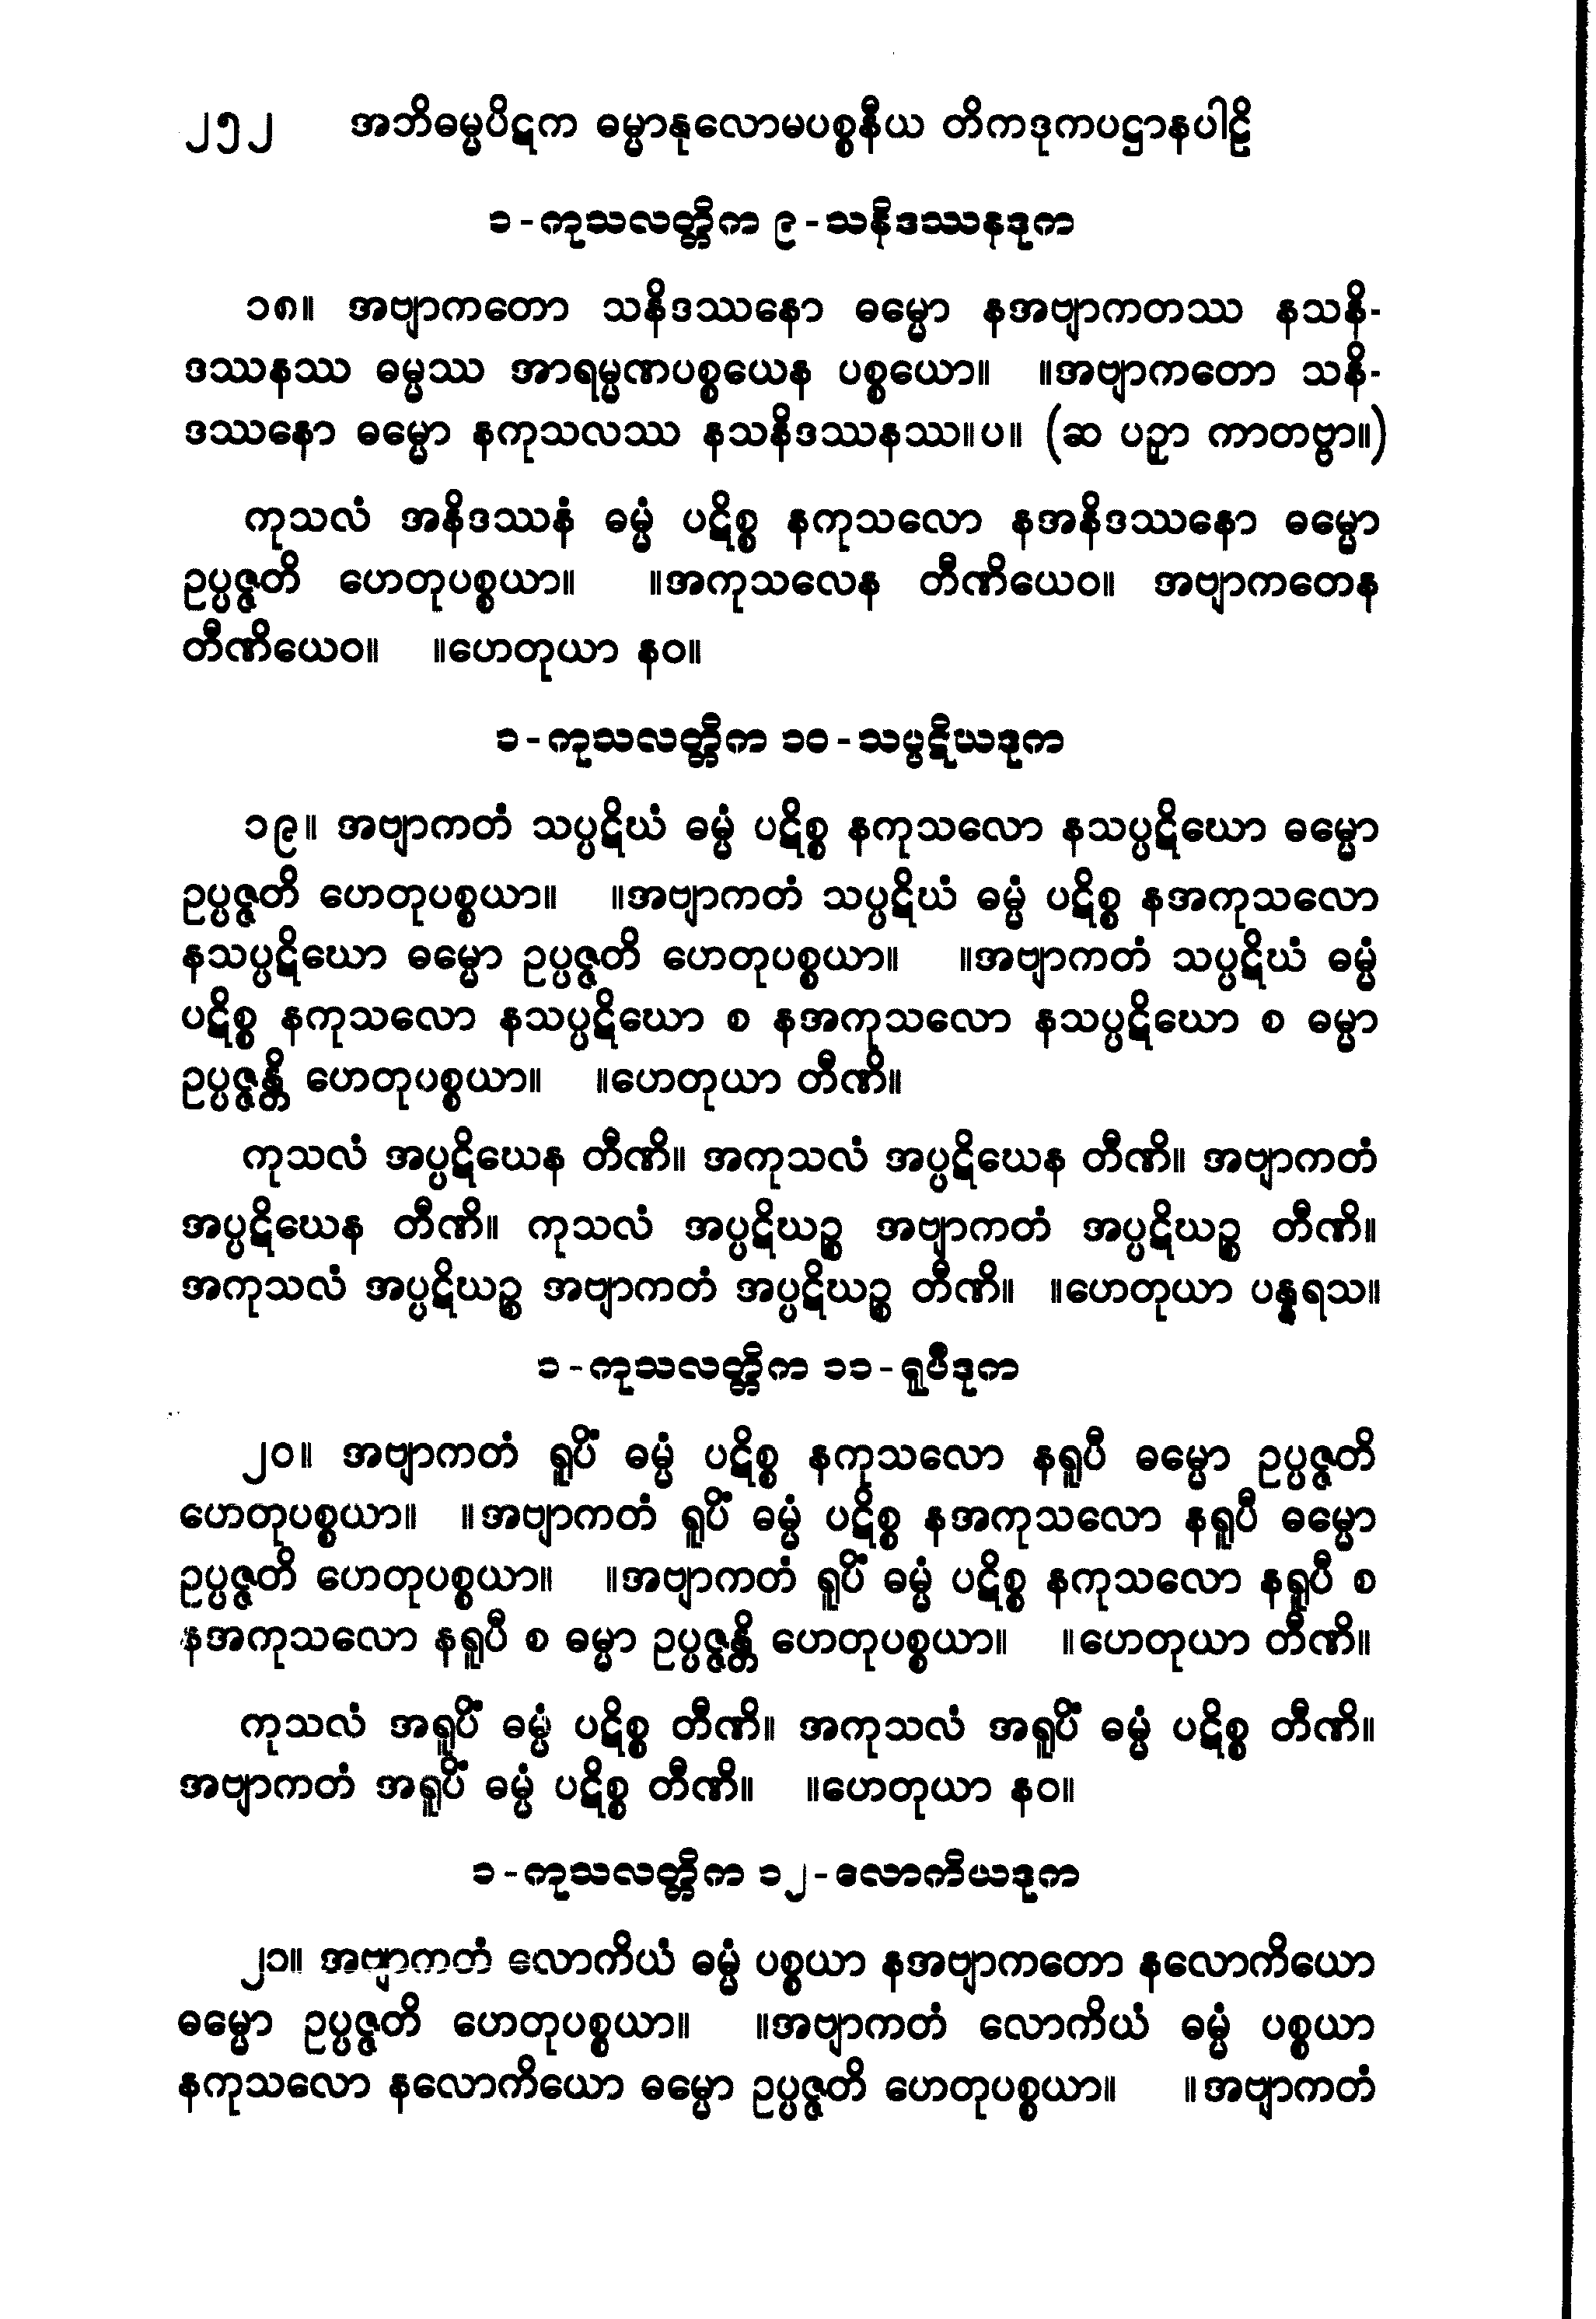 ၂၅၂ အဘိဓမ္မပိဋက ဓမ္မာနုလောမပစ္စနီယ တိကဒုကပဋ္ဌာနပါဠိ
၁-ကုသလတ္တိက ၉-သနိဒဿနဒုက
၁၈။ အဗျာကတော သနိဒဿနော ဓမ္မော နအဗျာကတဿ နသနိ-
ဒဿနဿ ဓမ္မဿ အာရမ္မဏပစ္စယေန ပစ္စယော။ ။အဗျာကတော သနိ-
ဒဿနော ဓမ္မော နကုသလဿ နသနိဒဿနဿ။ပ။ (ဆ ပဉှာ ကာတဗ္ဗာ။)
ကုသလံ အနိဒဿနံ ဓမ္မံ ပဋိစ္စ နကုသလော နအနိဒဿနော ဓမ္မော
ဥပ္ပဇ္ဇတိ ဟေတုပစ္စယာ။ ။အကုသလေန တီဏိယေဝ။ အဗျာကတေန
တီဏိယေဝ။ ။ဟေတုယာ နဝ။
၁-ကုသလတ္တိက ၁၀-သပ္ပဋိဃဒုက
၁၉။ အဗျာကတံ သပ္ပဋိဃံ ဓမ္မံ ပဋိစ္စ နကုသလော နသပ္ပဋိဃော ဓမ္မော
ဥပ္ပဇ္ဇတိ ဟေတုပစ္စယာ။ ။အဗျာကတံ သပ္ပဋိဃံ ဓမ္မံ ပဋိစ္စ နအကုသလော
နသပ္ပဋိဃော ဓမ္မော ဥပ္ပဇ္ဇတိ ဟေတုပစ္စယာ။ ။အဗျာကတံ သပ္ပဋိဃံ ဓမ္မံ
ပဋိစ္စ နကုသလော နသပ္ပဋိဃော စ နအကုသလော နသပ္ပဋိဃော စ ဓမ္မာ
ဥပ္ပဇ္ဇန္တိ ဟေတုပစ္စယာ။ ။ဟေတုယာ တီဏိ။
ကုသလံ အပ္ပဋိဃေန တီဏိ။ အကုသလံ အပ္ပဋိဃေန တီဏိ။ အဗျာကတံ
အပ္ပဋိဃေန တီဏိ။ ကုသလံ အပ္ပဋိဃဉ္စ အဗျာကတံ အပ္ပဋိဃဉ္စ တီဏိ။
အကုသလံ အပ္ပဋိဃဉ္စ အဗျာကတံ အပ္ပဋိဃဉ္စ တီဏိ။ ။ဟေတုယာ ပန္နရသ။
၁-ကုသလတ္တိက ၁၁-ရူပီဒုက
၂၀။ အဗျာကတံ ရူပိံ ဓမ္မံ ပဋိစ္စ နကုသလော နရူပီ ဓမ္မော ဥပ္ပဇ္ဇတိ
ဟေတုပစ္စယာ။ ။အဗျာကတံ ရူပိံ ဓမ္မံ ပဋိစ္စ နအကုသလော နရူပီ ဓမ္မော
ဥပ္ပဇ္ဇတိ ဟေတုပစ္စယာ။ ။အဗျာကတံ ရူပိံ ဓမ္မံ ပဋိစ္စ နကုသလော နရူပီ စ
နအကုသလော နရူပီ စ ဓမ္မာ ဥပ္ပဇ္ဇန္တိ ဟေတုပစ္စယာ။ ။ဟေတုယာ တီဏိ။
ကုသလံ အရူပိံ ဓမ္မံ ပဋိစ္စ တီဏိ။ အကုသလံ အရူပိံ ဓမ္မံ ပဋိစ္စ တီဏိ။
အဗျာကတံ အရူပိံ ဓမ္မံ ပဋိစ္စ တီဏိ။ ။ဟေတုယာ နဝ။
၁-ကုသလတ္တိက ၁၂-လောကိယဒုက
၂၁။ အဗျာကတံ လောကိယံ ဓမ္မံ ပစ္စယာ နအဗျာကတော နလောကိယော
ဓမ္မော ဥပ္ပဇ္ဇတိ ဟေတုပစ္စယာ။ ။အဗျာကတံ လောကိယံ ဓမ္မံ ပစ္စယာ
နကုသလော နလောကိယော ဓမ္မော ဥပ္ပဇ္ဇတိ ဟေတုပစ္စယာ။ ။အဗျာကတံ